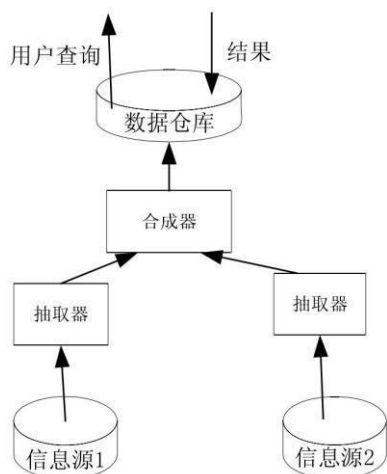 用户查询
结果
数据仓库
合成器
抽取器
抽取器
信息源1
信息源2